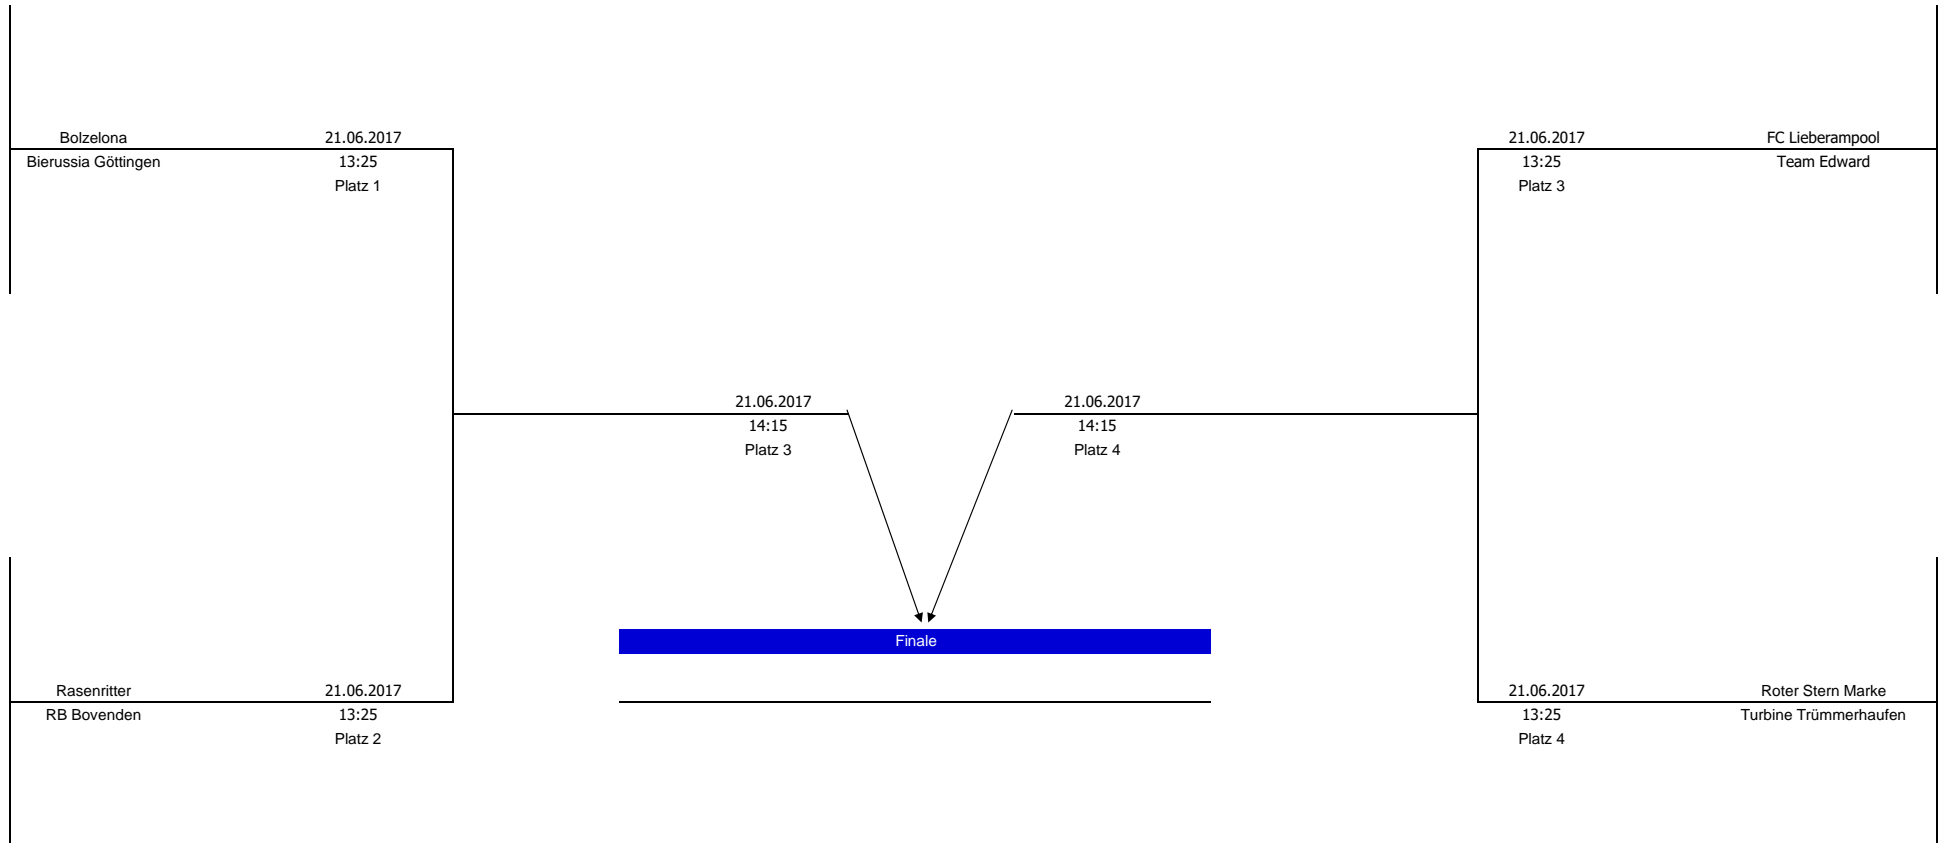 Bolzelona 21.06.2017
Bierussia Göttingen 13:25
Platz 1
21.06.2017 FC Lieberampool
13:25 Team Edward
Platz 3
21.06.2017
14:15
Platz 3
21.06.2017
14:15
Platz 4
Finale
Rasenritter 21.06.2017
RB Bovenden 13:25
Platz 2
21.06.2017 Roter Stern Marke
13:25 Turbine Trümmerhaufen
Platz 4